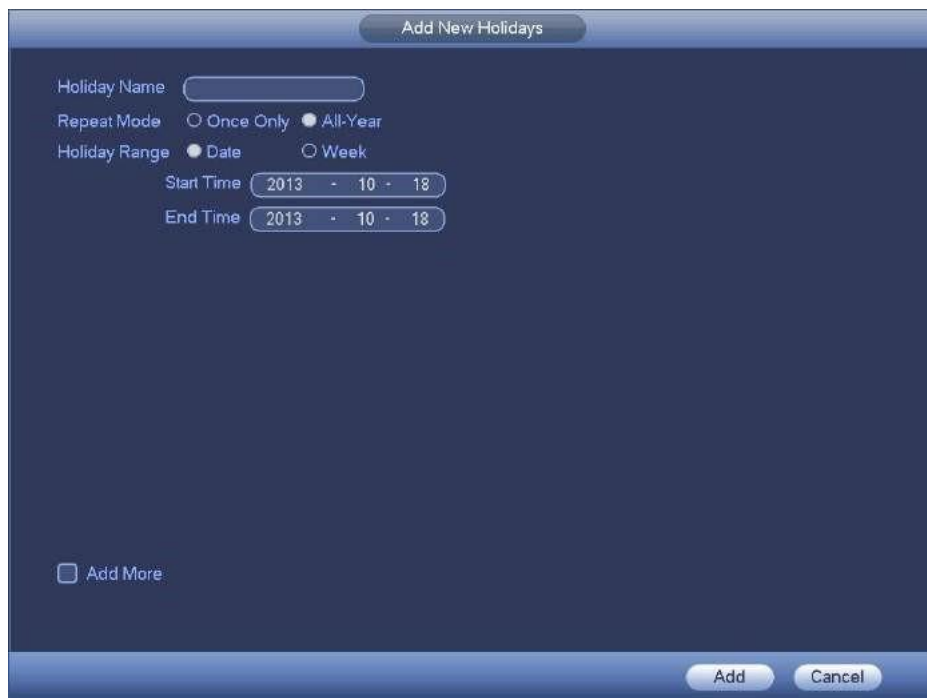 Add New Holidays
Holiday Name
Repeat Mode Once Only All-Year
Holiday Range Date Week
Start Time 2013 - 10 - 18
End Time 2013 - 10 - 18
Add More
Add Cancel